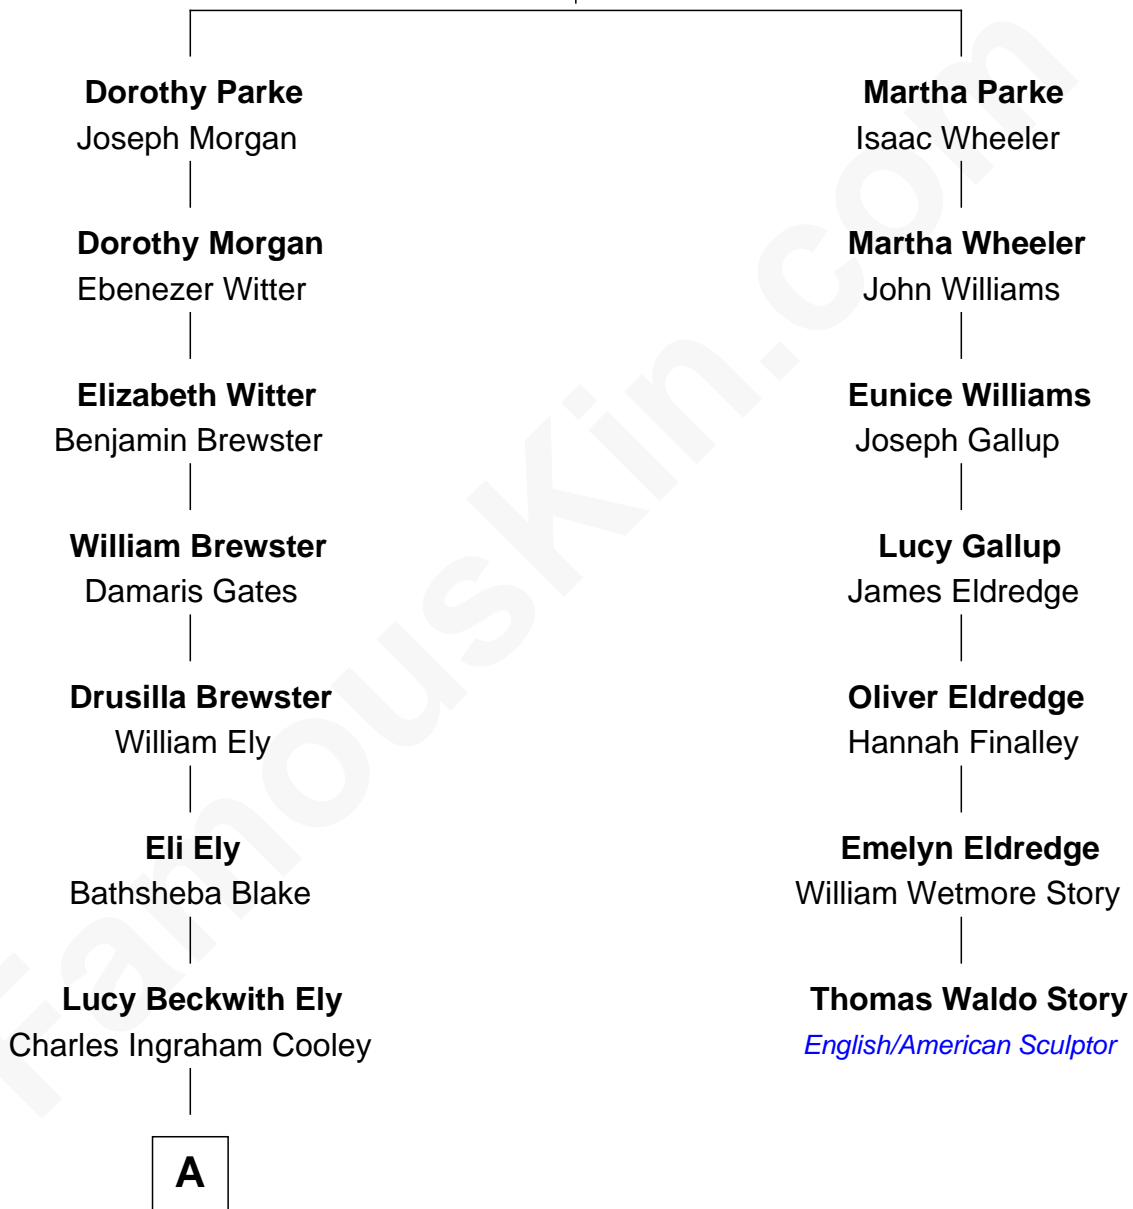 Dorothy Parke
Joseph Morgan
Dorothy Morgan
Ebenezer Witter
Elizabeth Witter
Benjamin Brewster
William Brewster
Damaris Gates
Drusilla Brewster
William Ely
Eli Ely
Bathsheba Blake
Lucy Beckwith Ely
Charles Ingraham Cooley
A
Martha Parke
Isaac Wheeler
Martha Wheeler
John Williams
Eunice Williams
Joseph Gallup
Lucy Gallup
James Eldredge
Oliver Eldredge
Hannah Finalley
Emelyn Eldredge
William Wetmore Story
Thomas Waldo Story
English/American Sculptor
FamousKin.com